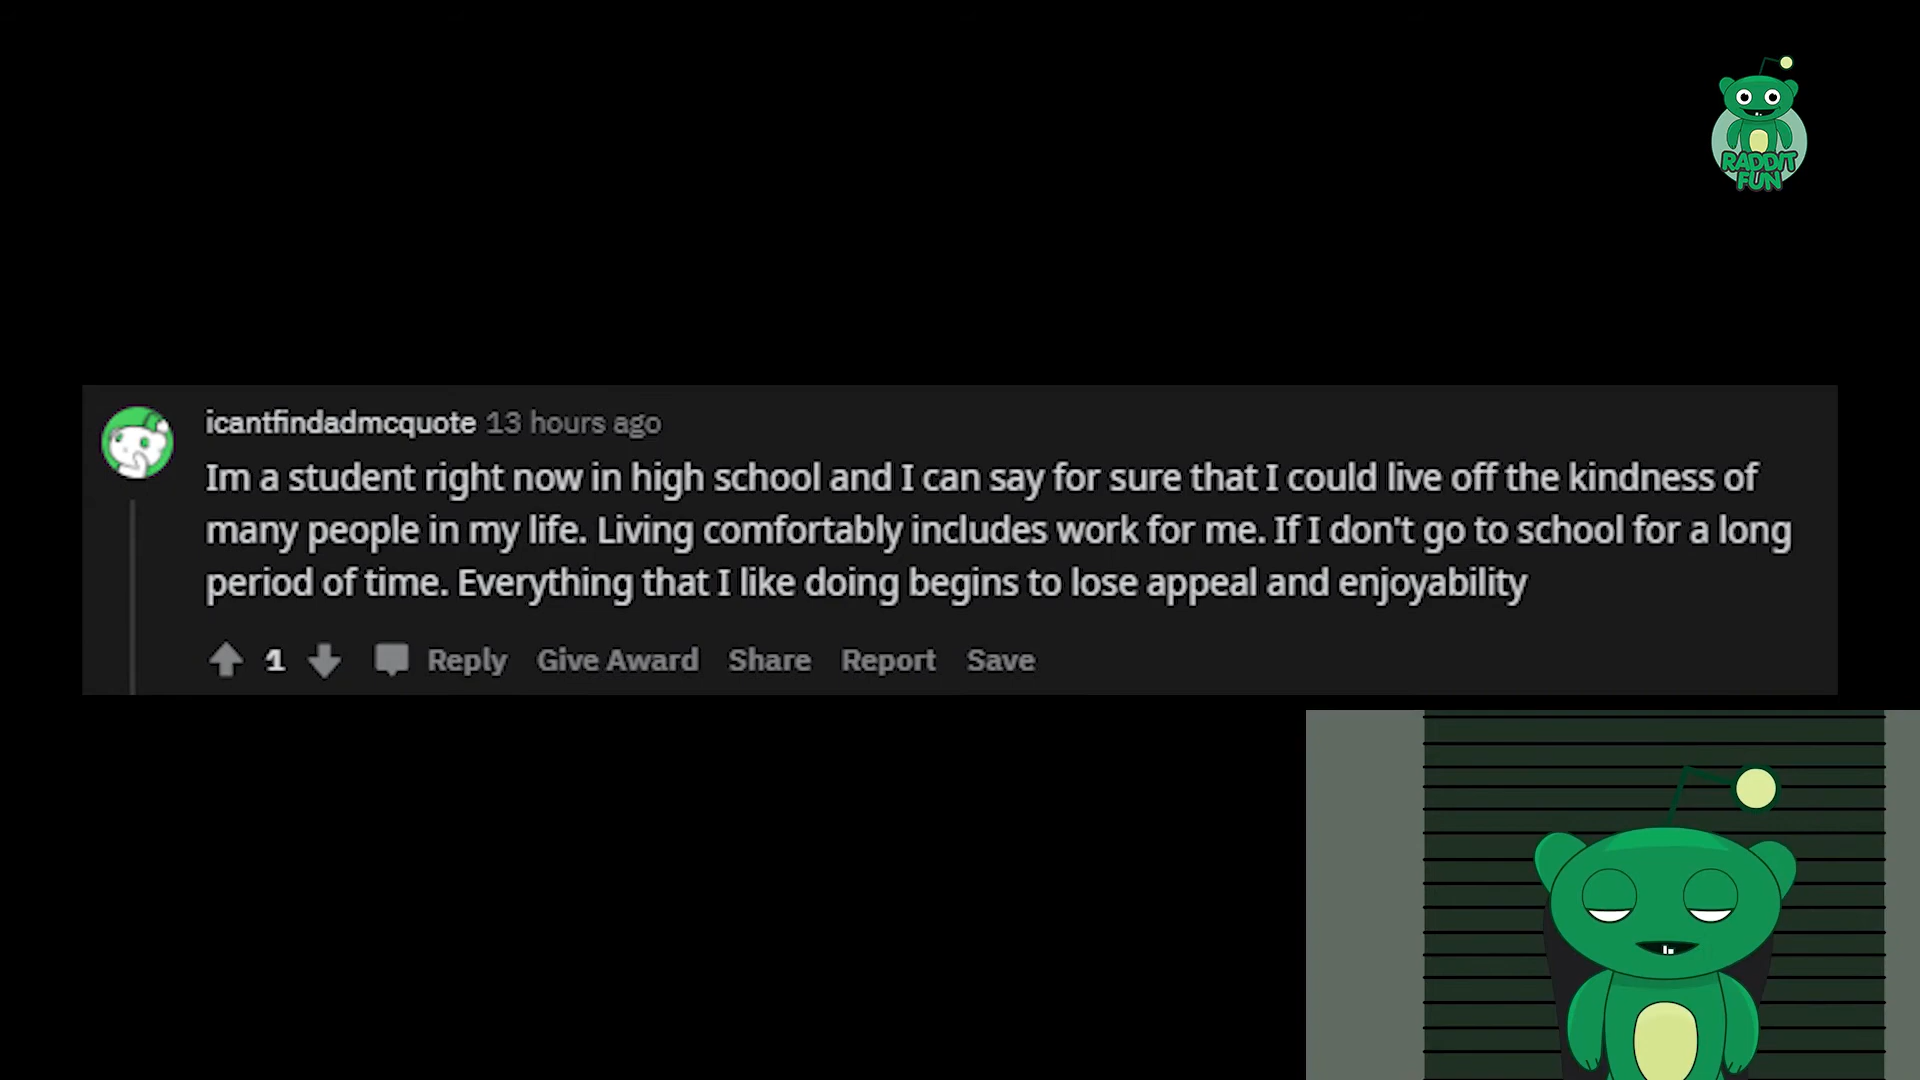 RADDIT
FUN
icantfindadmcquote 13 hours ago
Im a student right now in high school and I can say for sure that I could live off the kindness of
many people in my life. Living comfortably includes work for me. If I don't go to school for a long
period of time. Everything that I like doing begins to lose appeal and enjoyability
1 Reply Give Award Share Report Save